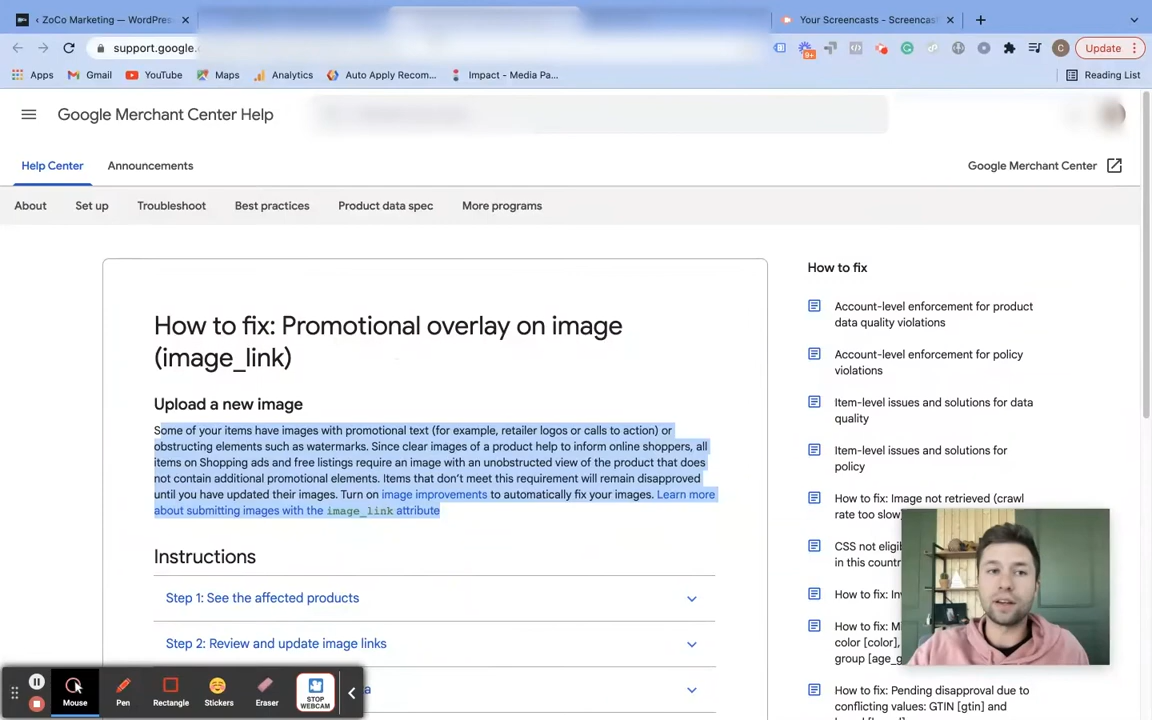 ‹ ZoCo Marketing — WordPres
Your Screencasts - Screencas
support.google.
9+
C
Update
Apps
Gmail
YouTube
Maps
Analytics
Auto Apply Recom...
Impact - Media Pa...
Reading List
Google Merchant Center Help
Help Center
Announcements
Google Merchant Center
About
Set up
Troubleshoot
Best practices
Product data spec
More programs
How to fix: Promotional overlay on image
(image_link)
Upload a new image
Some of your items have images with promotional text (for example, retailer logos or calls to action) or
obstructing elements such as watermarks. Since clear images of a product help to inform online shoppers, all
items on Shopping ads and free listings require an image with an unobstructed view of the product that does
not contain additional promotional elements. Items that don't meet this requirement will remain disapproved
until you have updated their images. Turn on image improvements to automatically fix your images. Learn more
about submitting images with the image_link attribute
Instructions
Step 1: See the affected products
Step 2: Review and update image links
a
How to fix
Account-level enforcement for product
data quality violations
Account-level enforcement for policy
violations
Item-level issues and solutions for data
quality
Item-level issues and solutions for
policy
How to fix: Image not retrieved (crawl
rate too slow
CSS not eligi
in this count
How to fix: In
How to fix: M
color [color],
group [age_g
How to fix: Pending disapproval due to
conflicting values: GTIN [gtin] and
Mouse
Pen
Rectangle
Stickers
Eraser
STOP
WEBCAM